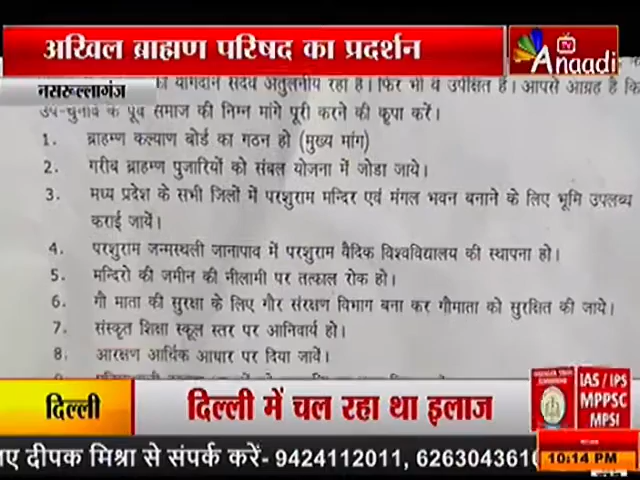 अखिल ब्राह्मण परिषद का प्रदर्शन
TV
Anaadi
नसरूल्लागंज
का योगदान सदैव अतुलनीय रहा है। फिर भी वे उपेक्षित है। आपसे आग्रह है कि
उप-चुनाव के पूर्व समाज की निम्न मांगे पूरी करने की कृपा करें।
1. ब्राहम्ण कल्याण बोर्ड का गठन हो (मुख्य मांग)
2. गरीब ब्राहम्ण पुजारियों को संबल योजना में जोडा जाये।
3. मध्य प्रदेश के सभी जिलों में परशुराम मन्दिर एवं मंगल भवन बनाने के लिए भूमि उपलब्ध
कराई जायें।
4. परशुराम जन्मस्थली जानापाव में परशुराम वैदिक विश्वविद्यालय की स्थापना हो।
5. मन्दिरो की जमीन की नीलामी पर तत्काल रोक हो।
6. गौ माता की सुरक्षा के लिए गौर संरक्षण विभाग बना कर गौमाता को सुरक्षित की जाये।
7. संस्कृत शिक्षा स्कूल स्तर पर आनिवार्य हो।
8. आरक्षण आर्थिक आधार पर दिया जावें।
दिल्ली
दिल्ली में चल रहा था इलाज
IAS / IPS
MPPSC
MPSI
ए दीपक मिश्रा से संपर्क करें- 9424112011, 626304361
10:14 PM